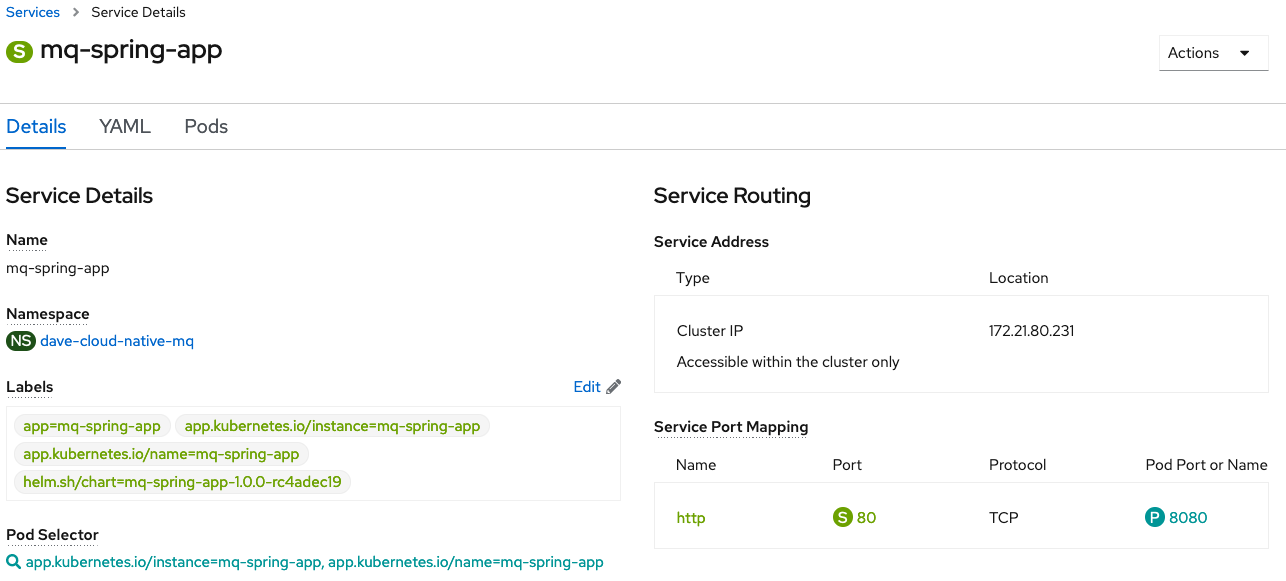 Services > Service Details
S mq-spring-app
Actions
Details YAML Pods
Service Details
Name
mq-spring-app
Namespace
NS dave-cloud-native-mq
Labels
Edit
app=mq-spring-app app.kubernetes.io/instance=mq-spring-app
app.kubernetes.io/name=mq-spring-app
helm.sh/chart=mq-spring-app-1.0.0-rc4adec19
Pod Selector
app.kubernetes.io/instance=mq-spring-app, app.kubernetes.io/name=mq-spring-app
Service Routing
Service Address
Type Location
Cluster IP 172.21.80.231
Accessible within the cluster only
Service Port Mapping
Name Port Protocol Pod Port or Name
http S 80 TCP P 8080